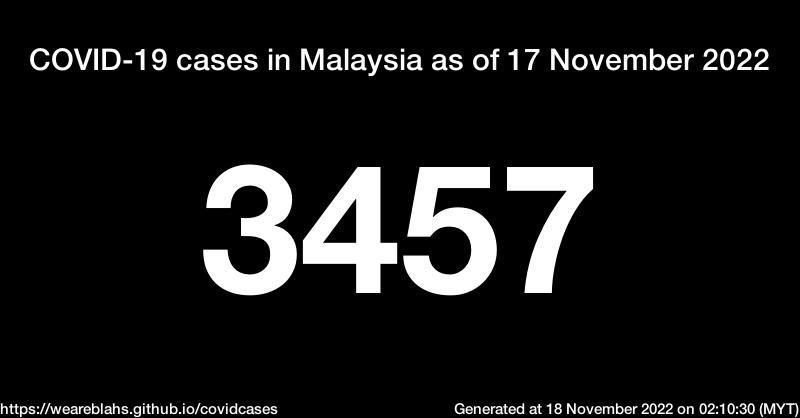 COVID-19 cases in Malaysia as of 17 November 2022
3457
https://weareblahs.github.io/covidcases
Generated at 18 November 2022 on 02:10:30 (MYT)